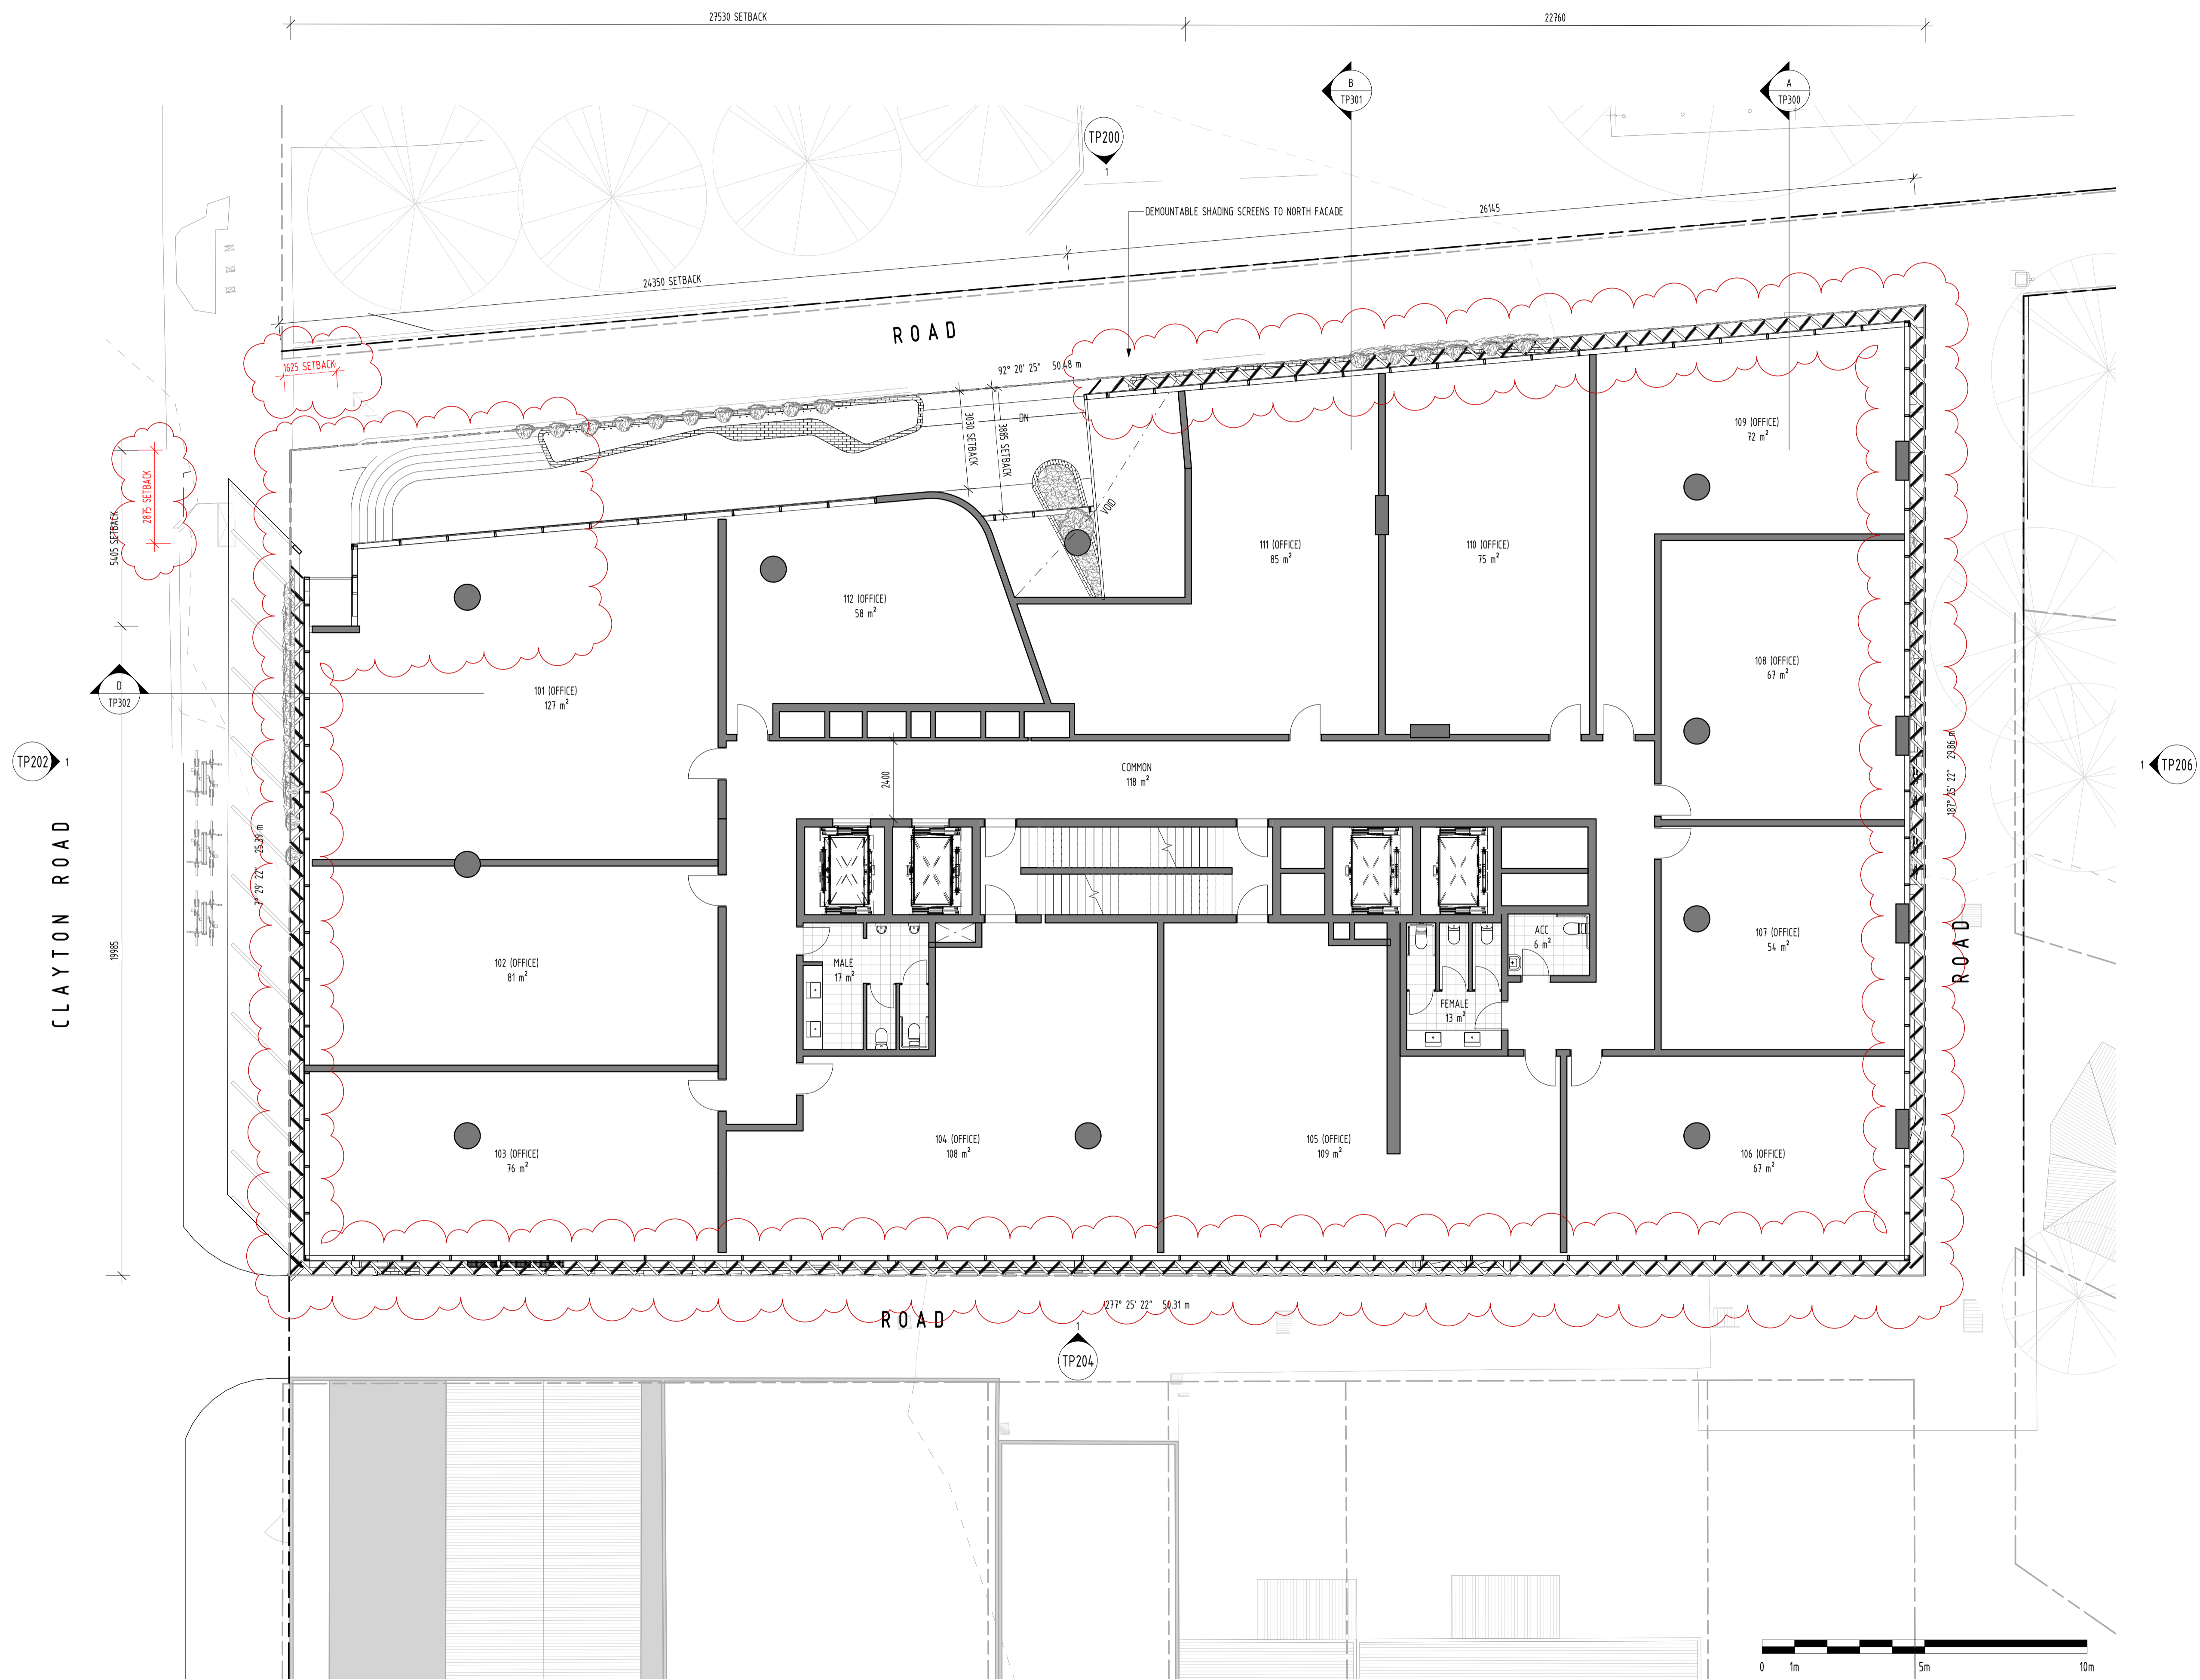 27530 SETBACK
22760
B
TP301
A
TP300
TP200
1
DEMOUNTABLE SHADING SCREENS TO NORTH FACADE
26145
24350 SETBACK
ROAD
1625 SETBACK
92° 20' 25" 50.48 m
DN
3030 SETBACK
3885 SETBACK
VOID
2875 SETBACK
5405 SETBACK
109 (OFFICE)
72 m²
111 (OFFICE)
85 m²
110 (OFFICE)
75 m²
112 (OFFICE)
58 m²
108 (OFFICE)
67 m²
101 (OFFICE)
127 m²
D
TP302
TP202
1
COMMON
118 m²
2400
187° 25' 22" 29.86 m
1
TP206
CLAYTON ROAD
25.39 m
19985
102 (OFFICE)
81 m²
MALE
17 m²
ACC
6 m²
FEMALE
13 m²
107 (OFFICE)
54 m²
ROAD
103 (OFFICE)
76 m²
104 (OFFICE)
108 m²
105 (OFFICE)
109 m²
106 (OFFICE)
67 m²
277° 25' 22" 50.31 m
ROAD
1
TP204
0 1m 5m 10m